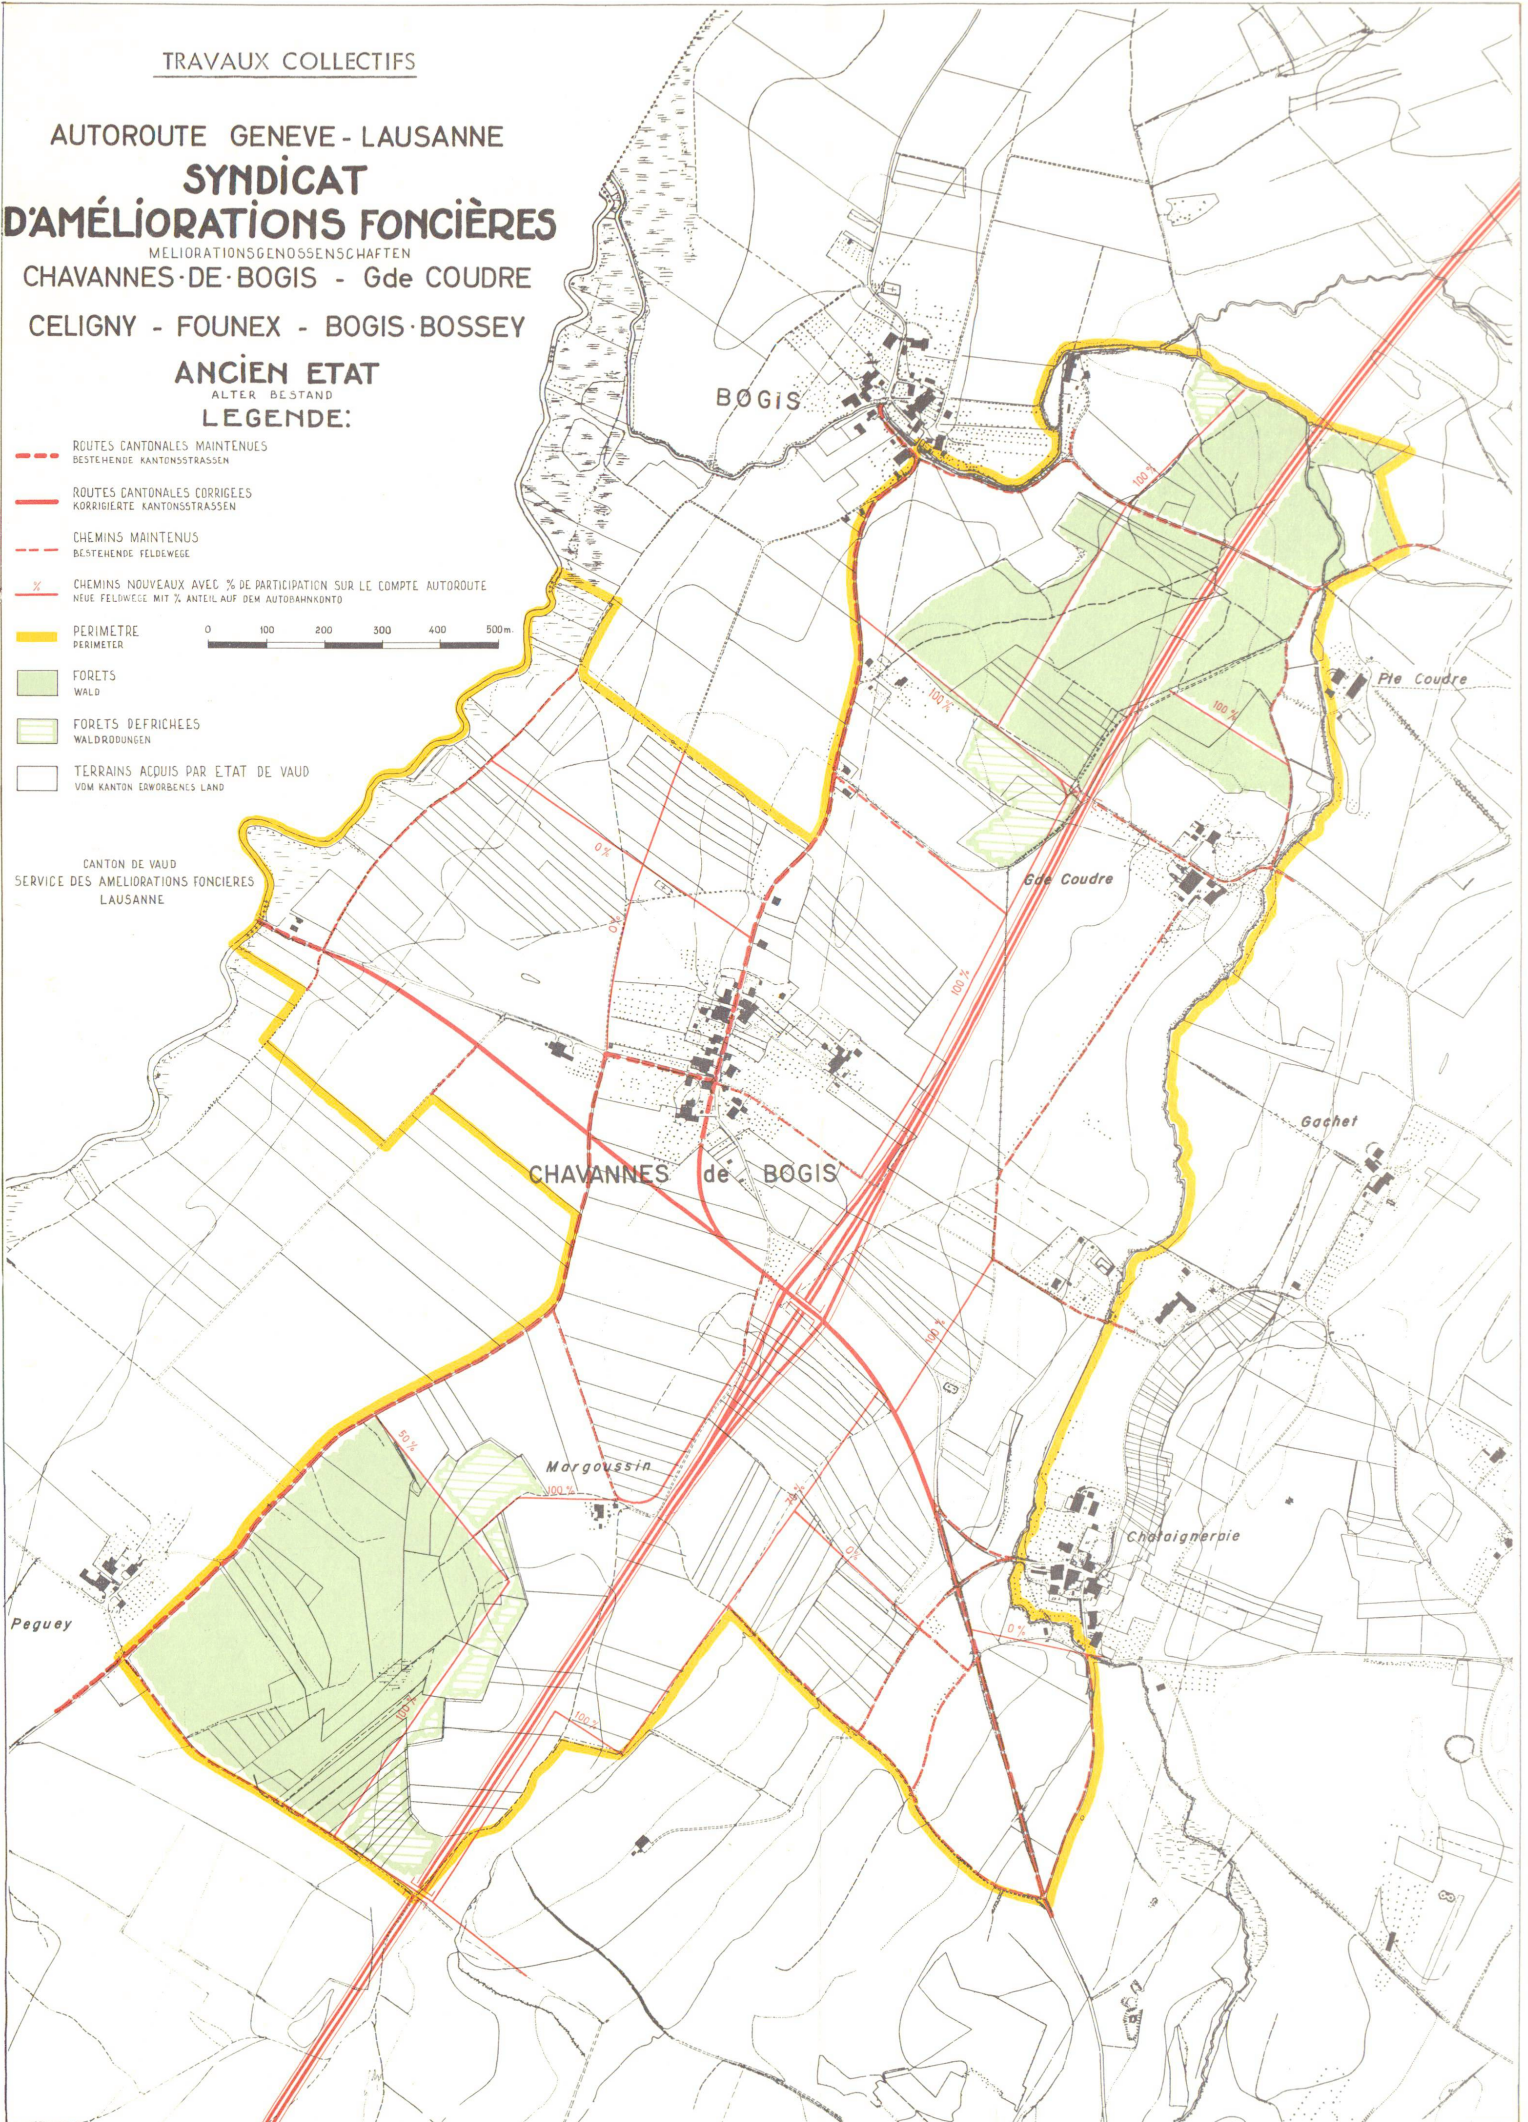 TRAVAUX COLLECTIFS
AUTOROUTE GENEVE - LAUSANNE
SYNDICAT
D'AMÉLIORATIONS FONCIÈRES
MELIORATIONSGENOSSENSCHAFTEN
CHAVANNES·DE·BOGIS - Gde COUDRE
CELIGNY - FOUNEX - BOGIS·BOSSEY
ANCIEN ETAT
ALTER BESTAND
LEGENDE:
ROUTES CANTONALES MAINTENUES
BESTEHENDE KANTONSSTRASSEN
ROUTES CANTONALES CORRIGEES
KORRIGIERTE KANTONSSTRASSEN
CHEMINS MAINTENUS
BESTEHENDE FELDEWEGE
% CHEMINS NOUVEAUX AVEC % DE PARTICIPATION SUR LE COMPTE AUTOROUTE
NEUE FELDWEGE MIT % ANTEIL AUF DEM AUTOBAHNKONTO
PERIMETRE
PERIMETER
0 100 200 300 400 500m.
FORETS
WALD
FORETS DEFRICHEES
WALDRODUNGEN
TERRAINS ACQUIS PAR ETAT DE VAUD
VOM KANTON ERWORBENES LAND
CANTON DE VAUD
SERVICE DES AMELIORATIONS FONCIERES
LAUSANNE
BOGIS
100%
100%
100%
Pte Coudre
0%
0%
Gde Coudre
100%
Gachet
CHAVANNES de BOGIS
100%
50%
Margoussin
100%
0%
Chataigneraie
Peguey
0%
100%
100%